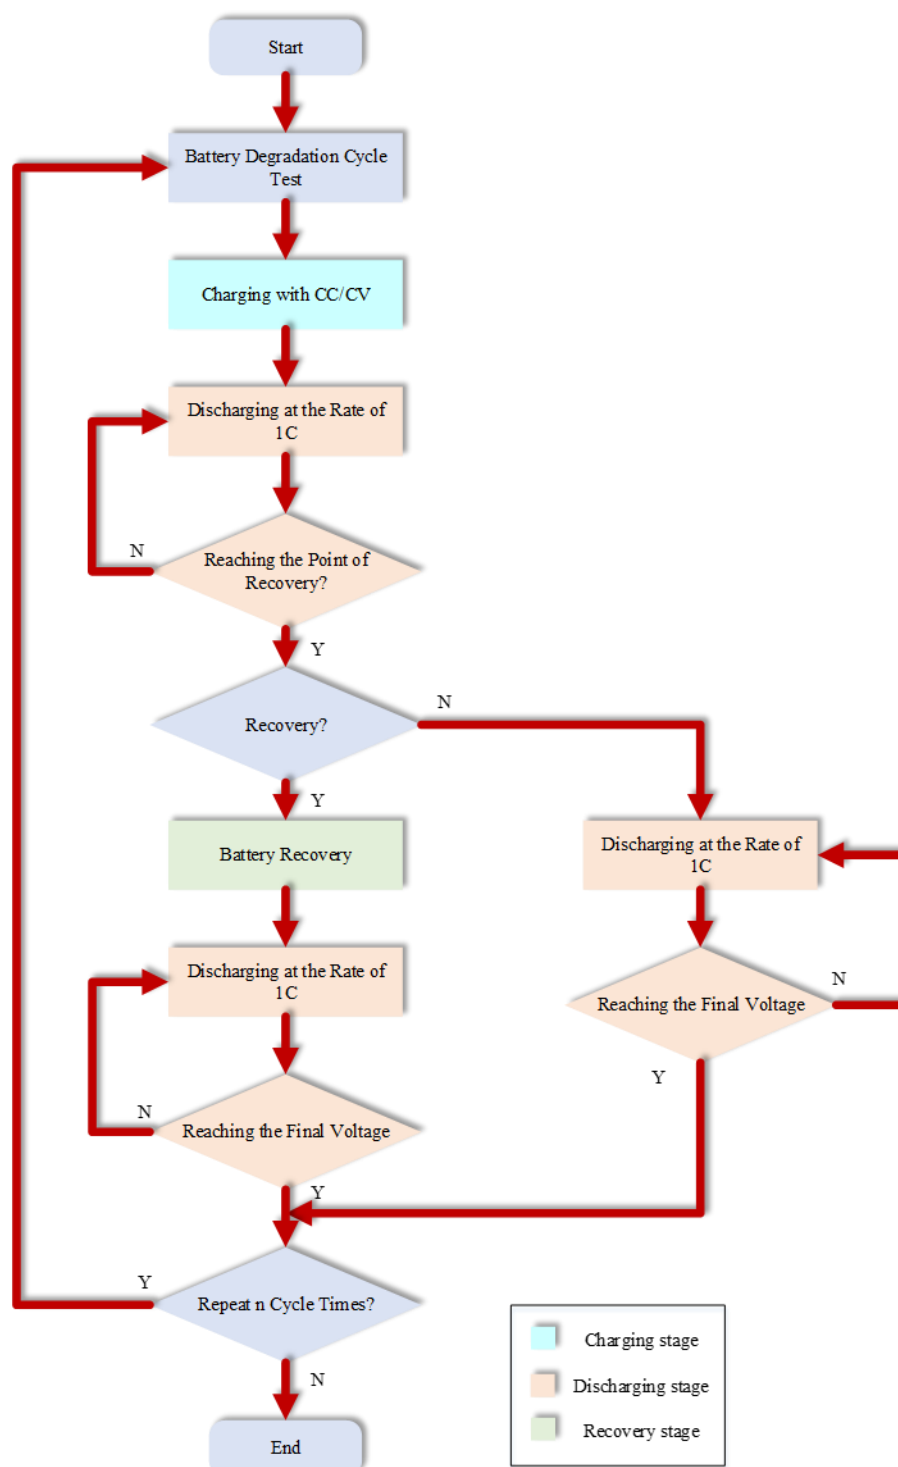 Start
Battery Degradation Cycle
Test
Charging with CC/CV
Discharging at the Rate of
1C
N
Reaching the Point of
Recovery?
Y
N
Recovery?
Y
Battery Recovery
Discharging at the Rate of
1C
Discharging at the Rate of
1C
N
Reaching the Final Voltage
Y
N
Reaching the Final Voltage
Y
Y
Repeat n Cycle Times?
N
End
Charging stage
Discharging stage
Recovery stage